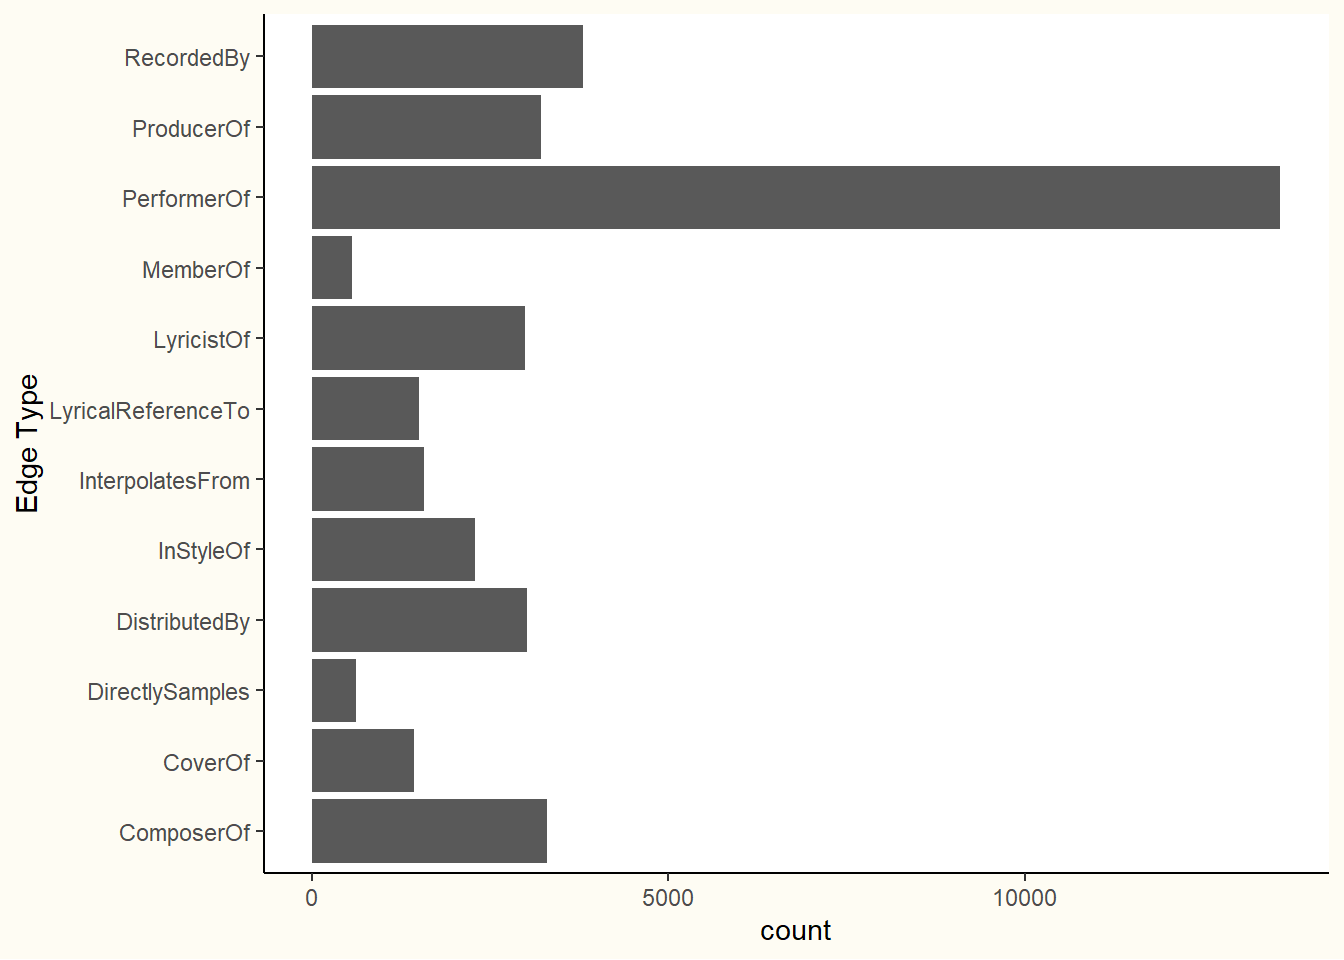 RecordedBy
ProducerOf
PerformerOf
MemberOf
LyricistOf
LyricalReferenceTo
InterpolatesFrom
InStyleOf
DistributedBy
DirectlySamples
CoverOf
ComposerOf
Edge Type
0 5000 10000
count